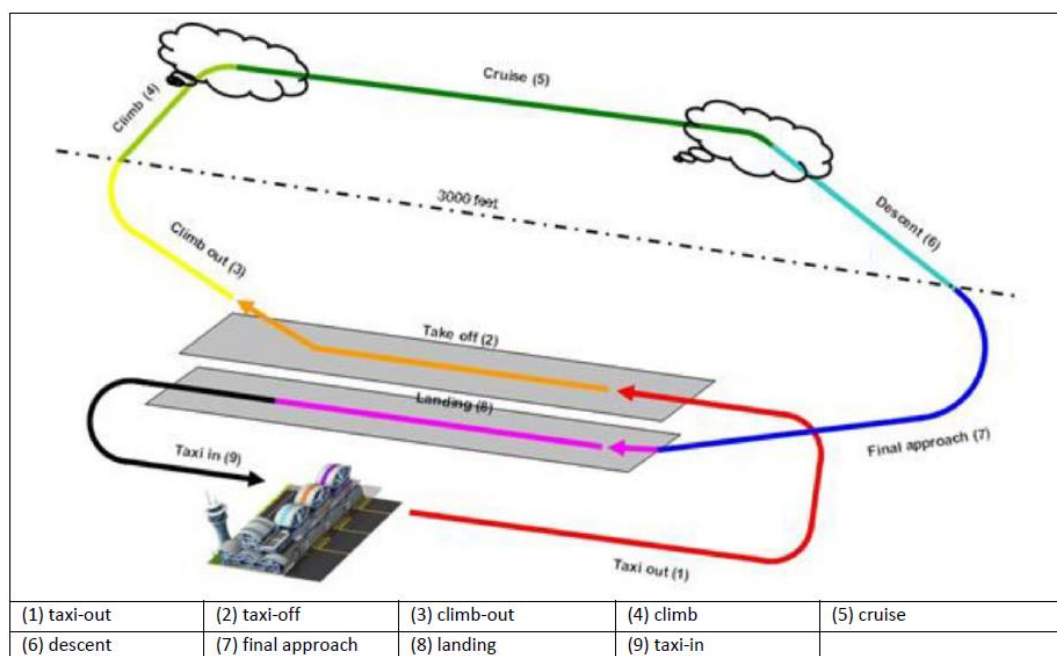 Cruise (5)
Climb (4)
3000 feet
Descent (6)
Climb out (3)
Take off (2)
Landing (8)
Final approach (7)
Taxi in (9)
Taxi out (1)
(1) taxi-out (2) taxi-off (3) climb-out (4) climb (5) cruise
(6) descent (7) final approach (8) landing (9) taxi-in